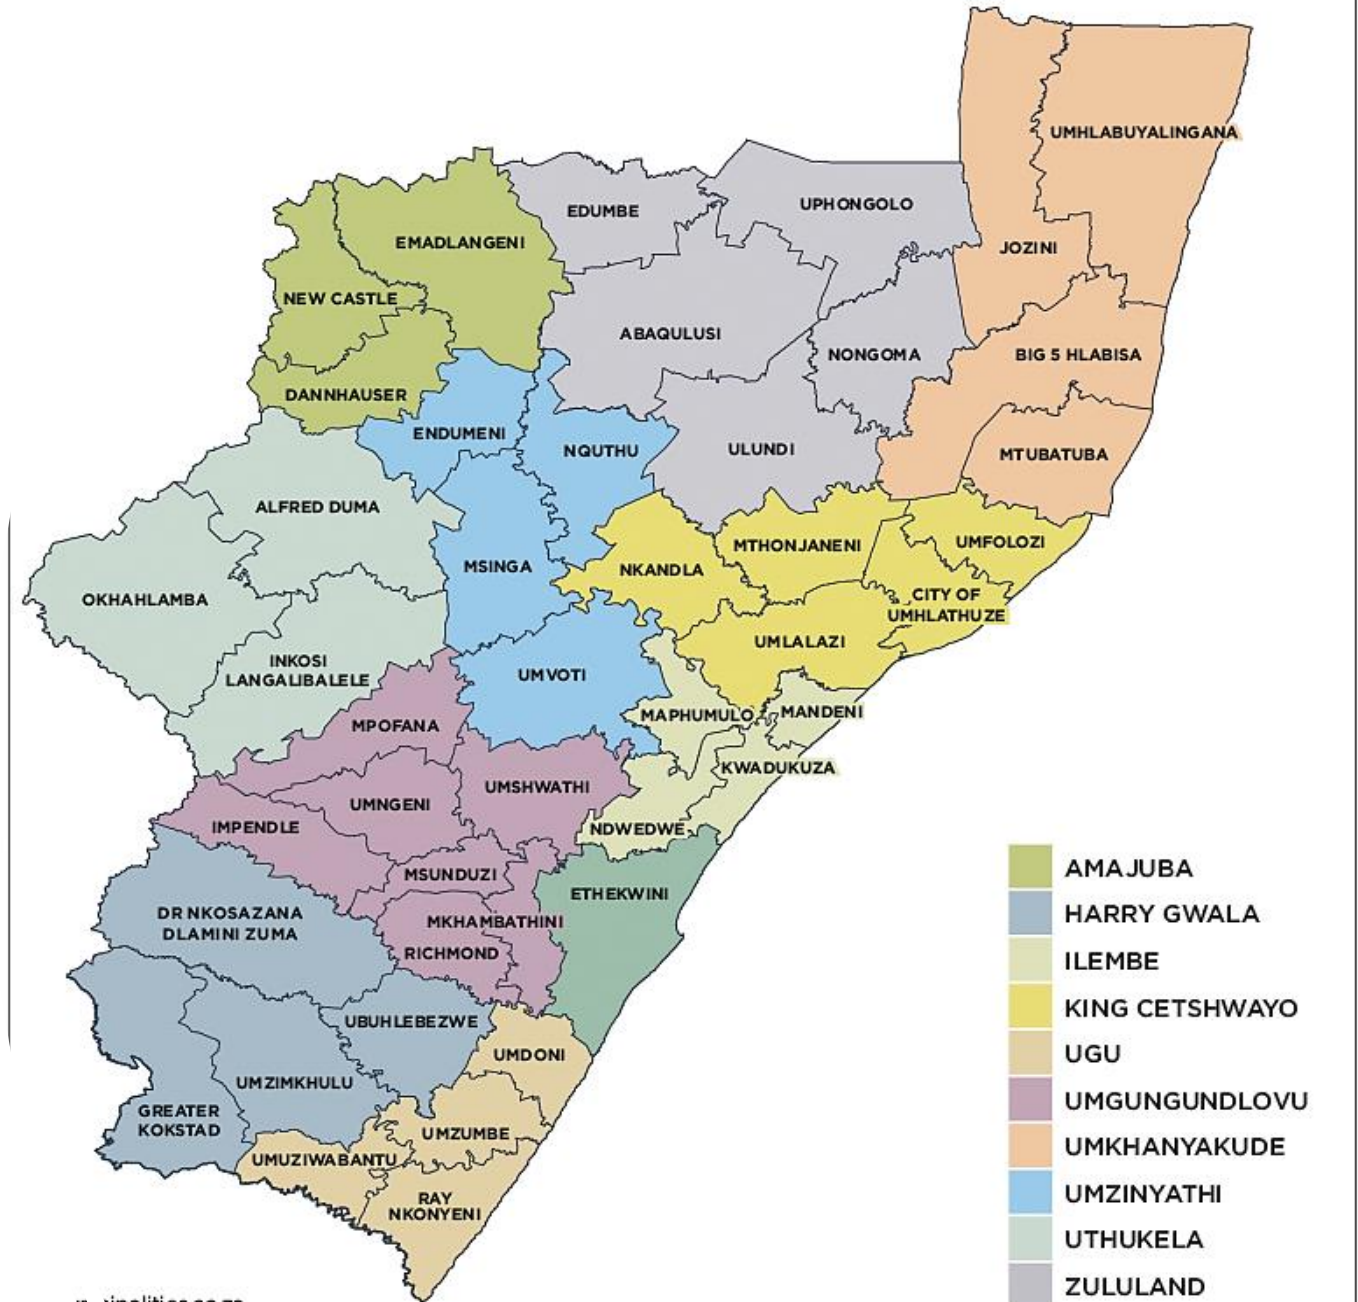 UMHLABUYALINGANA
EDUMBE
UPHONGOLO
EMADLANGENI
JOZINI
NEW CASTLE
ABAQULUSI
NONGOMA
BIG 5 HLABISA
DANNHAUSER
ENDUMENI
NQUTHU
ULUNDI
MTUBATUBA
ALFRED DUMA
MSINGA
NKANDLA
MTHONJANENI
UMFOLOZI
OKHAHLAMBA
CITY OF
UMHLATHUZE
UMLALAZI
INKOSI
LANGALIBALELE
UMVOTI
MAPHUMULO
MANDENI
MPOFANA
KWADUKUZA
UMSHWATHI
UMNGENI
IMPENDLE
NDWEDWE
MSUNDUZI
ETHEKWINI
DR NKOSAZANA
DLAMINI ZUMA
MKHAMBATHINI
RICHMOND
UBUHLEBEZWE
UMDONI
UMZIMKHULU
GREATER
KOKSTAD
UMZUMBE
UMUZIWABANTU
RAY
NKONYENI
AMAJUBA
HARRY GWALA
ILEMBE
KING CETSHWAYO
UGU
UMGUNGUNDLOVU
UMKHANYAKUDE
UMZINYATHI
UTHUKELA
ZULULAND